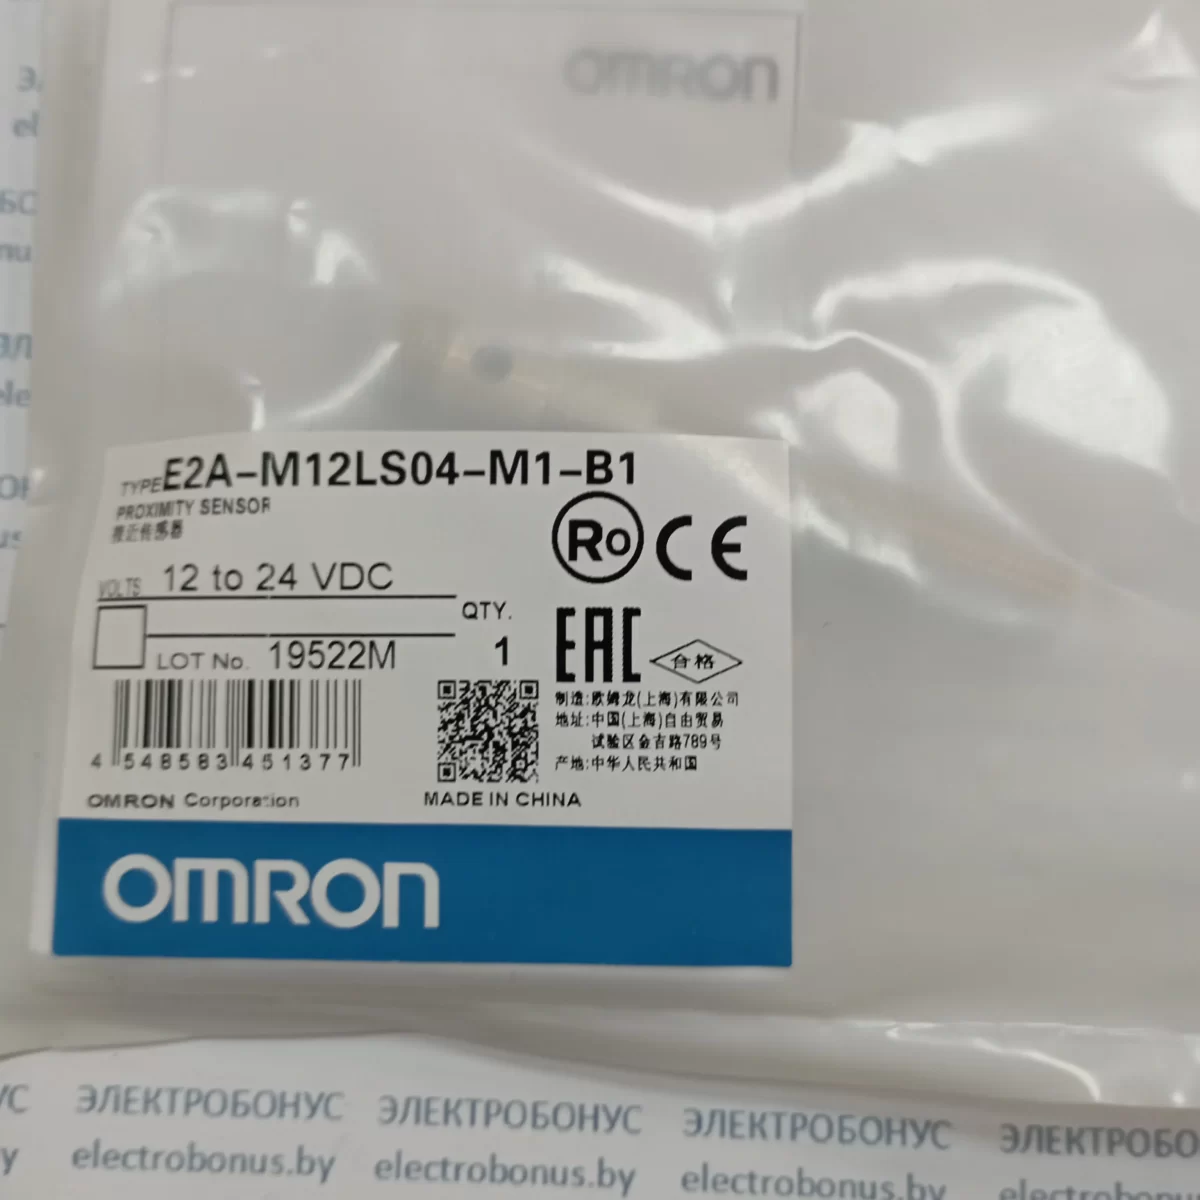 OMRON
TYPE E2A-M12LS04-M1-B1
PROXIMITY SENSOR
接近传感器
VOLTS 12 to 24 VDC
QTY.
1
LOT No. 19522M
4 548583 451377
OMRON Corporation
Ro CE
EAC
合格
制造:欧姆龙(上海)有限公司
地址:中国(上海)自由贸易
试验区金吉路789号
产地:中华人民共和国
MADE IN CHINA
OMRON
ЭЛЕКТРОБОНУС ЭЛЕКТРОБОНУС ЭЛЕКТРОБОНУС ЭЛЕКТРОБО
electrobonus.by electrobonus.by electrobonus.by electrobonus